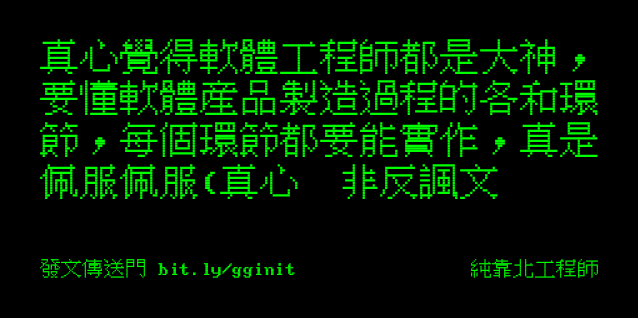 真心覺得軟體工程師都是大神，
要懂軟體產品製造過程的各和環
節，每個環節都要能實作，真是
佩服佩服(真心　非反諷文
發文傳送門 bit.ly/gginit
純靠北工程師